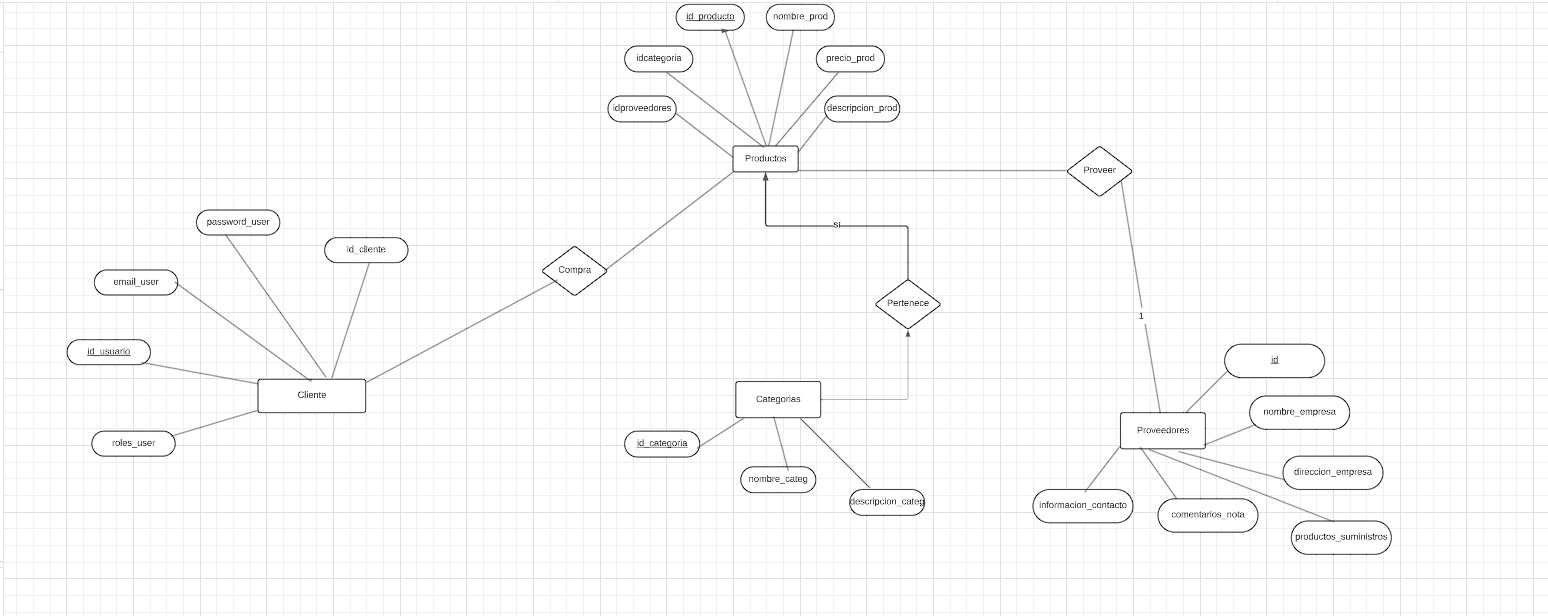 id_producto
nombre_prod
idcategoria
precio_prod
idproveedores
descripcion_prod
Productos
Proveer
password_user
id_cliente
si
email_user
Compra
Pertenece
1
id_usuario
id
Cliente
Categorias
nombre_empresa
Proveedores
roles_user
id_categoria
nombre_categ
direccion_empresa
descripcion_categ
informacion_contacto
comentarios_nota
productos_suministros